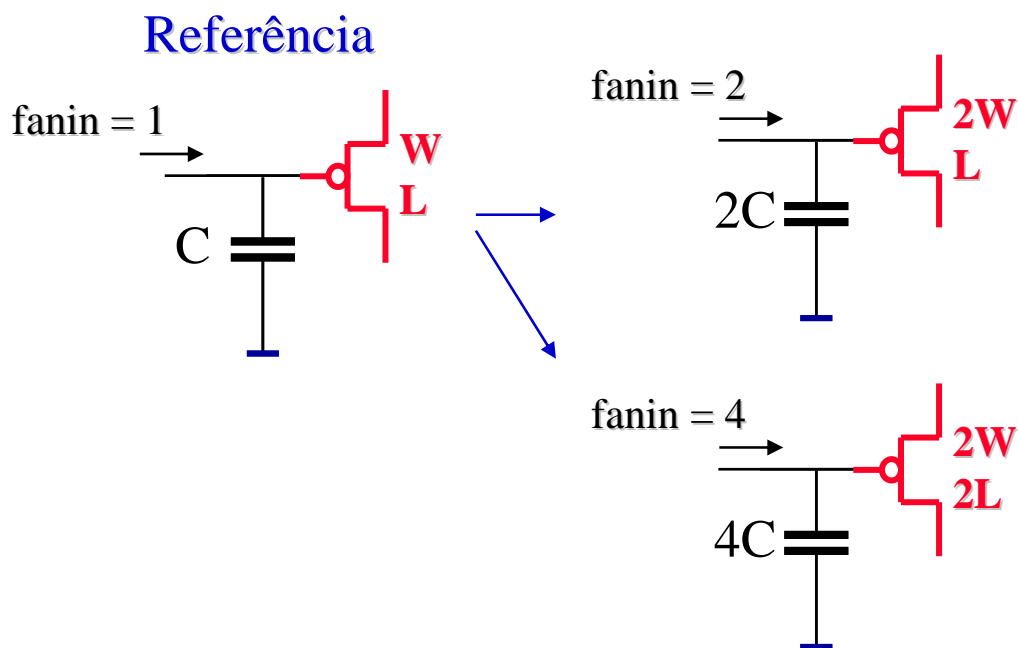 Referência
fanin = 1
W
L
C
fanin = 2
2W
L
2C
fanin = 4
2W
2L
4C